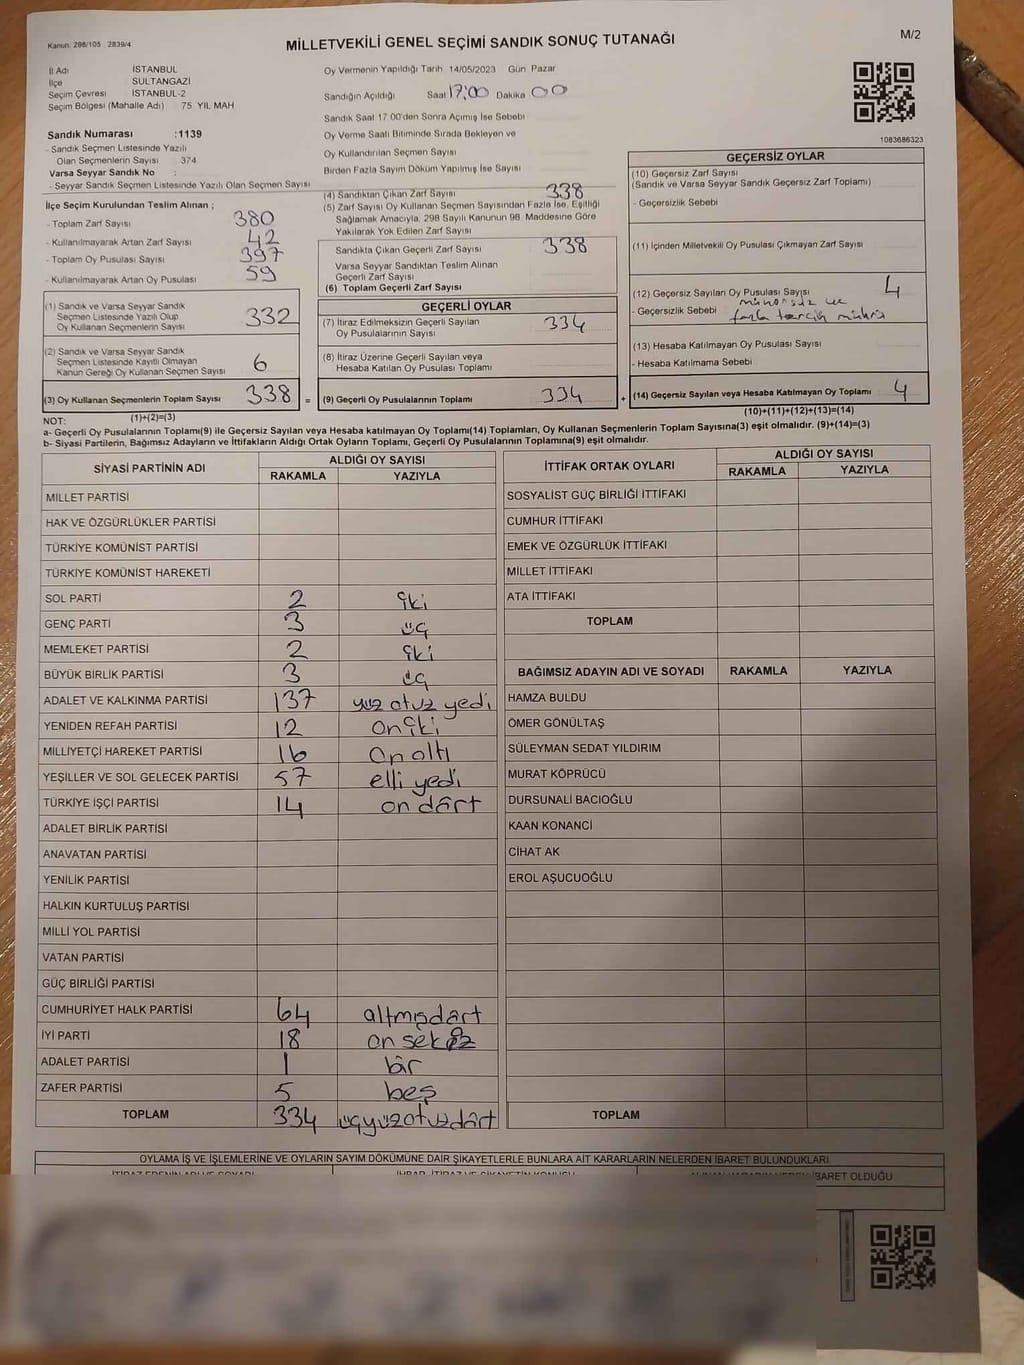 Kanun: 298/105 2839/4
MİLLETVEKİLİ GENEL SEÇİMİ SANDIK SONUÇ TUTANAĞI
M/2
İl Adı İSTANBUL
İlçe SULTANGAZİ
Seçim Çevresi İSTANBUL-2
Seçim Bölgesi (Mahalle Adı) : 75 YIL MAH
Sandık Numarası :1139
- Sandık Seçmen Listesinde Yazılı
Olan Seçmenlerin Sayısı : 374
Varsa Seyyar Sandık No :
- Seyyar Sandık Seçmen Listesinde Yazılı Olan Seçmen Sayısı
Oy Vermenin Yapıldığı Tarih 14/05/2023 Gün Pazar
Sandığın Açıldığı Saat 17:00 Dakika 00
Sandık Saat 17 00'den Sonra Açımış İse Sebebi
Oy Verme Saati Bitiminde Sırada Bekleyen ve
Oy Kullandırılan Seçmen Sayısı
Birden Fazla Sayım Döküm Yapılmış İse Sayısı
1083686323
İlçe Seçim Kurulundan Teslim Alınan ;
- Toplam Zarf Sayısı 380
- Kullanılmayarak Artan Zarf Sayısı 42
- Toplam Oy Pusulası Sayısı 397
- Kullanılmayarak Artan Oy Pusulası 59
(1) Sandık ve Varsa Seyyar Sandık
Seçmen Listesinde Yazılı Olup
Oy Kullanan Seçmenlerin Sayısı 332
(2) Sandık ve Varsa Seyyar Sandık
Seçmen Listesinde Kayıtlı Olmayan
Kanun Gereği Oy Kullanan Seçmen Sayısı 6
(3) Oy Kullanan Seçmenlerin Toplam Sayısı 338 =
(1)+(2)=(3)
(4) Sandıktan Çıkan Zarf Sayısı 338
(5) Zarf Sayısı Oy Kullanan Seçmen Sayısından Fazla İse, Eşitliği
Sağlamak Amacıyla, 298 Sayılı Kanunun 98. Maddesine Göre
Yakılarak Yok Edilen Zarf Sayısı
Sandıkta Çıkan Geçerli Zarf Sayısı 338
Varsa Seyyar Sandıktan Teslim Alınan
Geçerli Zarf Sayısı
(6) Toplam Geçerli Zarf Sayısı
GEÇERLİ OYLAR
(7) İtiraz Edilmeksizin Geçerli Sayılan
Oy Pusulalarının Sayısı 334
(8) İtiraz Üzerine Geçerli Sayılan veya
Hesaba Katılan Oy Pusulası Toplamı
(9) Geçerli Oy Pusulalarının Toplamı 334 +
GEÇERSİZ OYLAR
(10) Geçersiz Zarf Sayısı
(Sandık ve Varsa Seyyar Sandık Geçersiz Zarf Toplamı)
- Geçersizlik Sebebi
(11) İçinden Milletvekili Oy Pusulası Çıkmayan Zarf Sayısı
(12) Geçersiz Sayılan Oy Pusulası Sayısı 4
- Geçersizlik Sebebi mühürsüz ve
fazla tercih mührü
(13) Hesaba Katılmayan Oy Pusulası Sayısı
- Hesaba Katılmama Sebebi
(14) Geçersiz Sayılan veya Hesaba Katılmayan Oy Toplamı 4
(10)+(11)+(12)+(13)=(14)
NOT:
a- Geçerli Oy Pusulalarının Toplamı(9) ile Geçersiz Sayılan veya Hesaba katılmayan Oy Toplamı(14) Toplamları, Oy Kullanan Seçmenlerin Toplam Sayısına(3) eşit olmalıdır. (9)+(14)=(3)
b- Siyasi Partilerin, Bağımsız Adayların ve İttifakların Aldığı Ortak Oyların Toplamı, Geçerli Oy Pusulalarının Toplamına(9) eşit olmalıdır.
SİYASİ PARTİNİN ADI
ALDIĞI OY SAYISI
RAKAMLA YAZIYLA
MİLLET PARTİSİ
HAK VE ÖZGÜRLÜKLER PARTİSİ
TÜRKİYE KOMÜNİST PARTİSİ
TÜRKİYE KOMÜNİST HAREKETİ
SOL PARTİ 2 iki
GENÇ PARTİ 3 üç
MEMLEKET PARTİSİ 2 iki
BÜYÜK BİRLİK PARTİSİ 3 üç
ADALET VE KALKINMA PARTİSİ 137 yüz otuz yedi
YENİDEN REFAH PARTİSİ 12 on iki
MİLLİYETÇİ HAREKET PARTİSİ 16 on altı
YEŞİLLER VE SOL GELECEK PARTİSİ 57 elli yedi
TÜRKİYE İŞÇİ PARTİSİ 14 on dört
ADALET BİRLİK PARTİSİ
ANAVATAN PARTİSİ
YENİLİK PARTİSİ
HALKIN KURTULUŞ PARTİSİ
MİLLİ YOL PARTİSİ
VATAN PARTİSİ
GÜÇ BİRLİĞİ PARTİSİ
CUMHURİYET HALK PARTİSİ 64 altmışdört
İYİ PARTİ 18 on sekiz
ADALET PARTİSİ 1 bir
ZAFER PARTİSİ 5 beş
TOPLAM 334 üçyüzotuzdört
İTTİFAK ORTAK OYLARI
ALDIĞI OY SAYISI
RAKAMLA YAZIYLA
SOSYALİST GÜÇ BİRLİĞİ İTTİFAKI
CUMHUR İTTİFAKI
EMEK VE ÖZGÜRLÜK İTTİFAKI
MİLLET İTTİFAKI
ATA İTTİFAKI
TOPLAM
BAĞIMSIZ ADAYIN ADI VE SOYADI RAKAMLA YAZIYLA
HAMZA BULDU
ÖMER GÖNÜLTAŞ
SÜLEYMAN SEDAT YILDIRIM
MURAT KÖPRÜCÜ
DURSUNALİ BACIOĞLU
KAAN KONANCİ
CİHAT AK
EROL AŞUCUOĞLU
TOPLAM
OYLAMA İŞ VE İŞLEMLERİNE VE OYLARIN SAYIM DÖKÜMÜNE DAİR ŞİKAYETLERLE BUNLARA AİT KARARLARIN NELERDEN İBARET BULUNDUKLARI
İBARET OLDUĞU